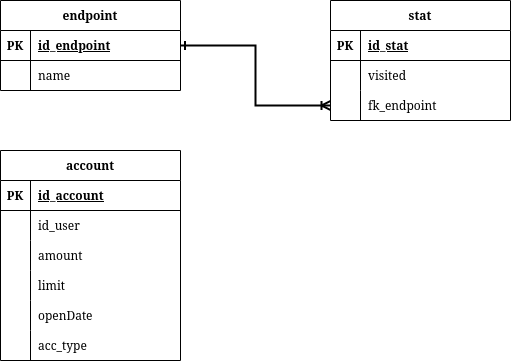 endpoint
PK id_endpoint
name
stat
PK id_stat
visited
fk_endpoint
account
PK id_account
id_user
amount
limit
openDate
acc_type